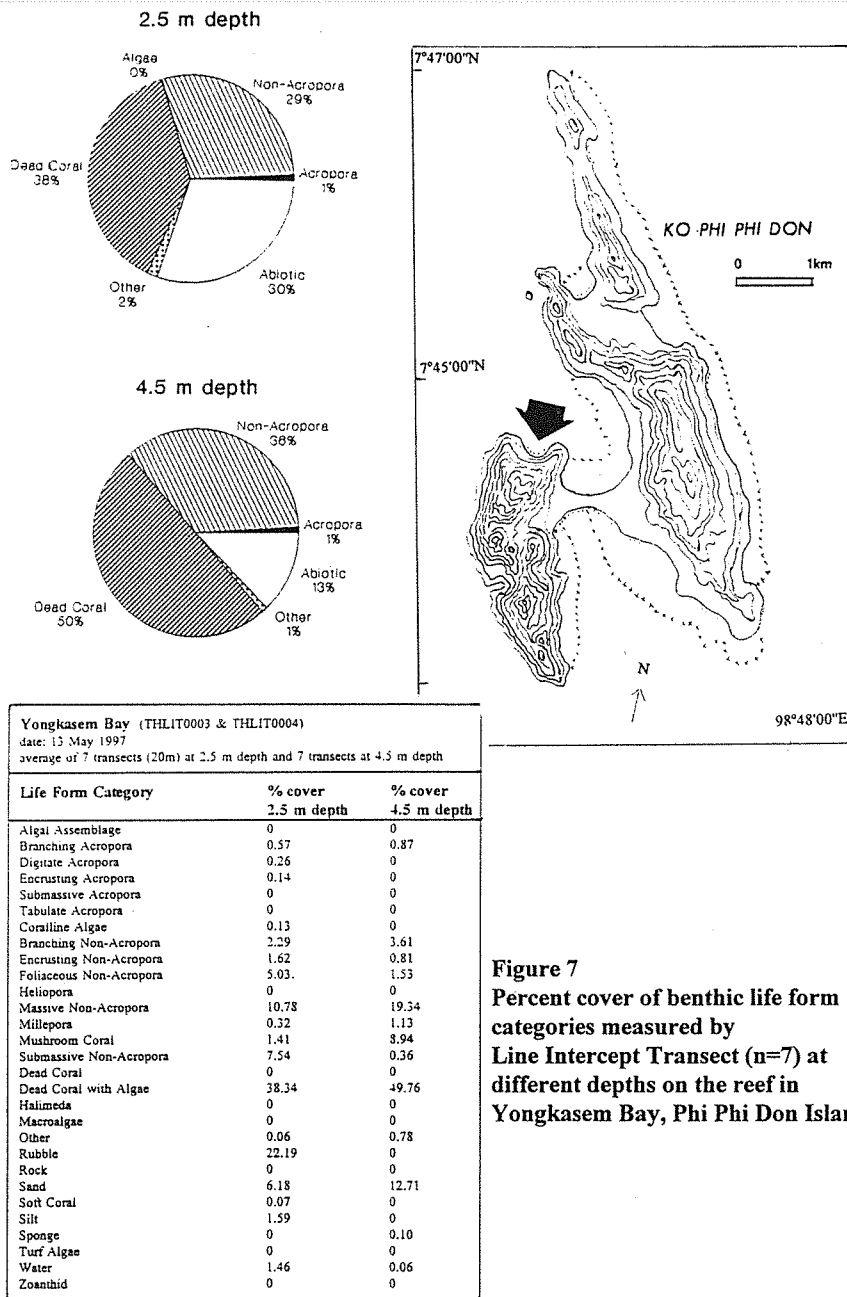 2.5 m depth
Algae
0%
Non-Acropora
29%
Dead Coral
38%
Acropora
1%
Other
2%
Abiotic
30%
4.5 m depth
Non-Acropora
38%
Acropora
1%
Abiotic
13%
Dead Coral
50%
Other
1%
7°47'00"N
KO PHI PHI DON
0 1km
7°45'00"N
N
98°48'00"E
Yongkasem Bay (THLIT0003 & THLIT0004)
date: 13 May 1997
average of 7 transects (20m) at 2.5 m depth and 7 transects at 4.5 m depth
Life Form Category % cover % cover
2.5 m depth 4.5 m depth
Algal Assemblage 0 0
Branching Acropora 0.57 0.87
Digitate Acropora 0.26 0
Encrusting Acropora 0.14 0
Submassive Acropora 0 0
Tabulate Acropora 0 0
Coralline Algae 0.13 0
Branching Non-Acropora 2.29 3.61
Encrusting Non-Acropora 1.62 0.81
Foliaceous Non-Acropora 5.03. 1.53
Heliopora 0 0
Massive Non-Acropora 10.78 19.34
Millepora 0.32 1.13
Mushroom Coral 1.41 8.94
Submassive Non-Acropora 7.54 0.36
Dead Coral 0 0
Dead Coral with Algae 38.34 49.76
Halimeda 0 0
Macroalgae 0 0
Other 0.06 0.78
Rubble 22.19 0
Rock 0 0
Sand 6.18 12.71
Soft Coral 0.07 0
Silt 1.59 0
Sponge 0 0.10
Turf Algae 0 0
Water 1.46 0.06
Zoanthid 0 0
Figure 7
Percent cover of benthic life form
categories measured by
Line Intercept Transect (n=7) at
different depths on the reef in
Yongkasem Bay, Phi Phi Don Islan